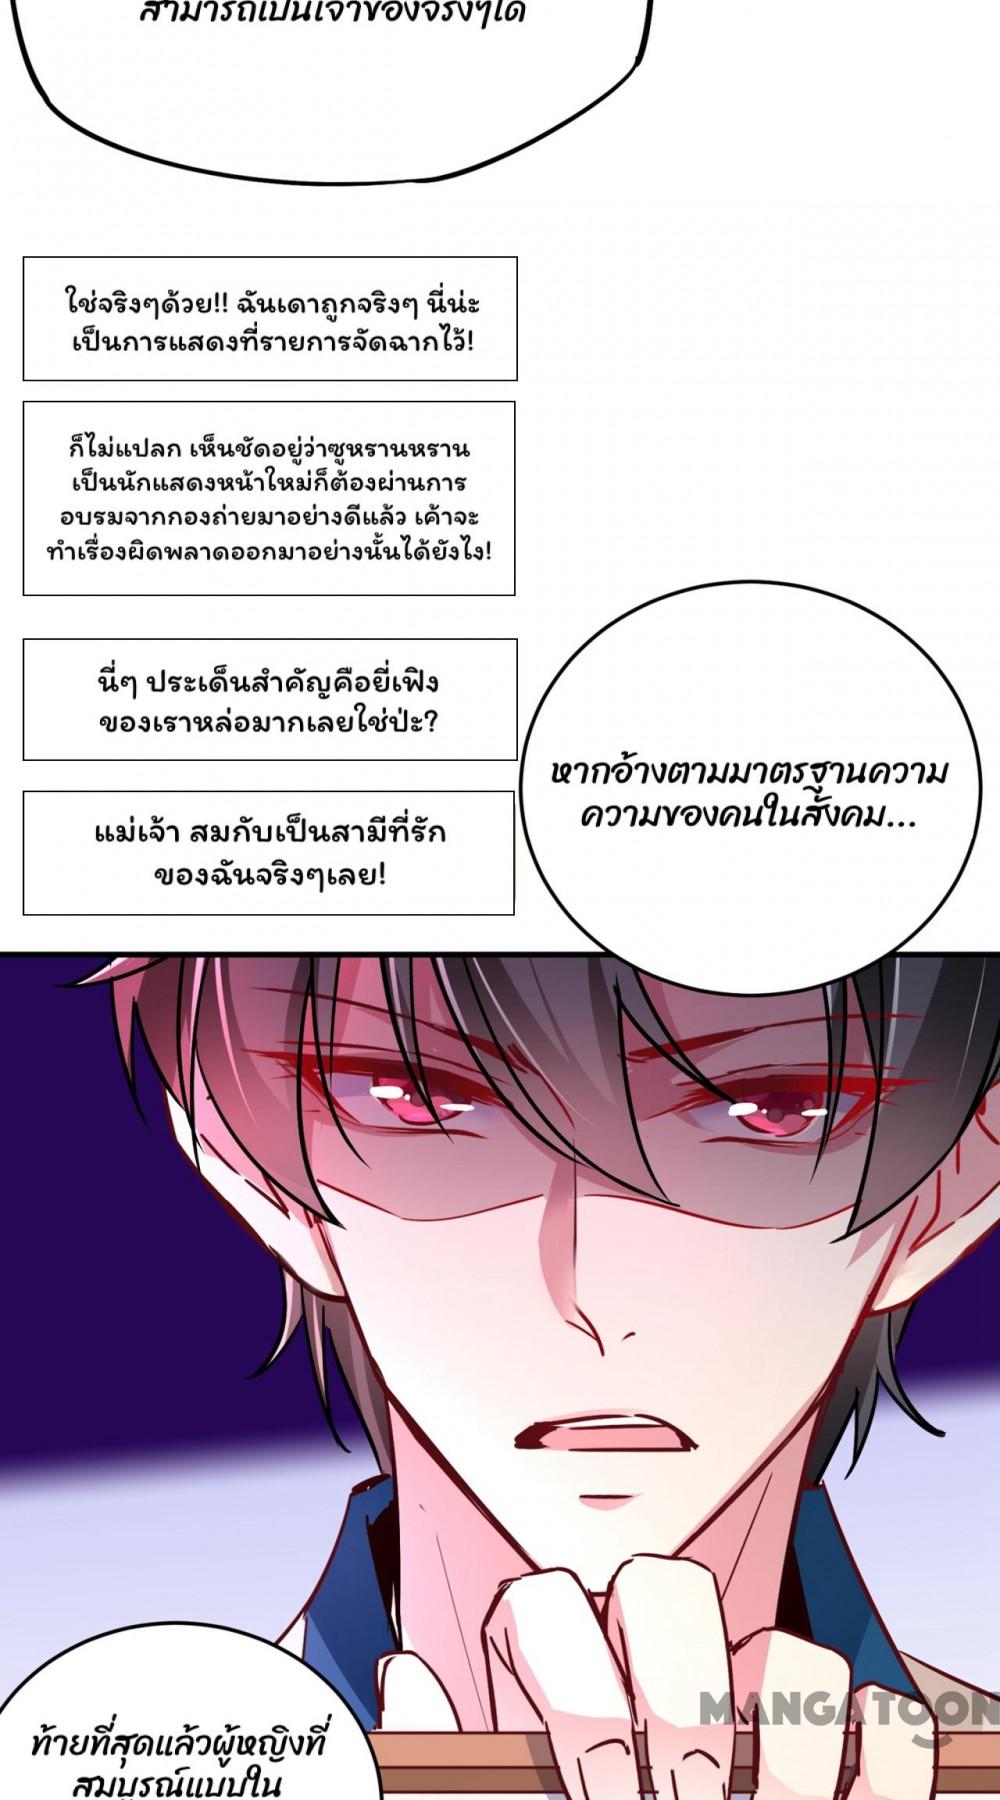 สามารถเป็นเจ้าของจริงๆได้
ใช่จริงๆด้วย!! ฉันเดาถูกจริงๆ นี่น่ะ
เป็นการแสดงที่รายการจัดฉากไว้!
ก็ไม่แปลก เห็นชัดอยู่ว่าซูหรานหราน
เป็นนักแสดงหน้าใหม่ก็ต้องผ่านการ
อบรมจากกองถ่ายมาอย่างดีแล้ว เค้าจะ
ทำเรื่องผิดพลาดออกมาอย่างนั้นได้ยังไง!
นี่ๆ ประเด็นสำคัญคือยี่เฟิง
ของเราหล่อมากเลยใช่ป่ะ?
แม่เจ้า สมกับเป็นสามีที่รัก
ของฉันจริงๆเลย!
หากอ้างตามมาตรฐานความ
ความของคนในสังคม...
ท้ายที่สุดแล้วผู้หญิงที่
สมบูรณ์แบบใน
MANGATOON